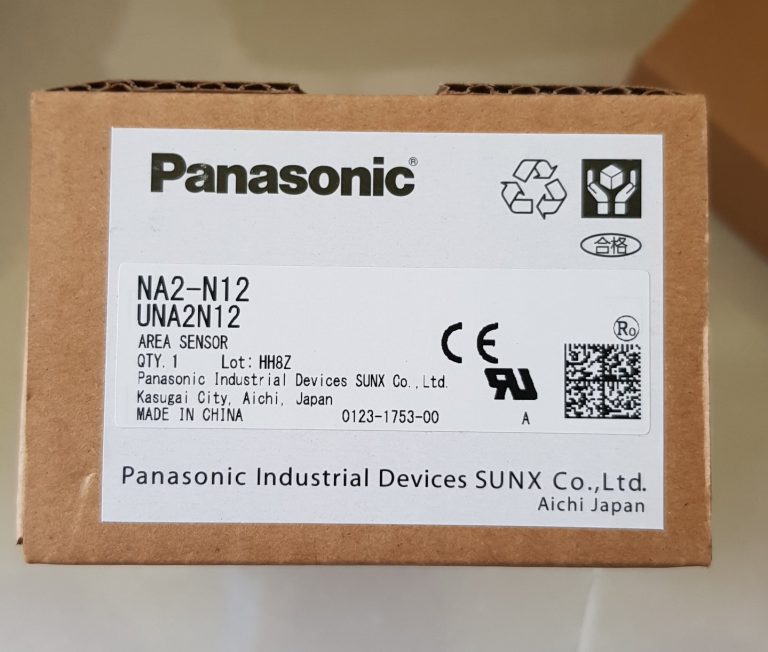 Panasonic®
合格
NA2-N12
UNA2N12
AREA SENSOR
QTY. 1 Lot: HH8Z
Panasonic Industrial Devices SUNX Co.,Ltd.
Kasugai City, Aichi, Japan
MADE IN CHINA 0123-1753-00
CE
RU
A
Ro
Panasonic Industrial Devices SUNX Co.,Ltd.
Aichi Japan